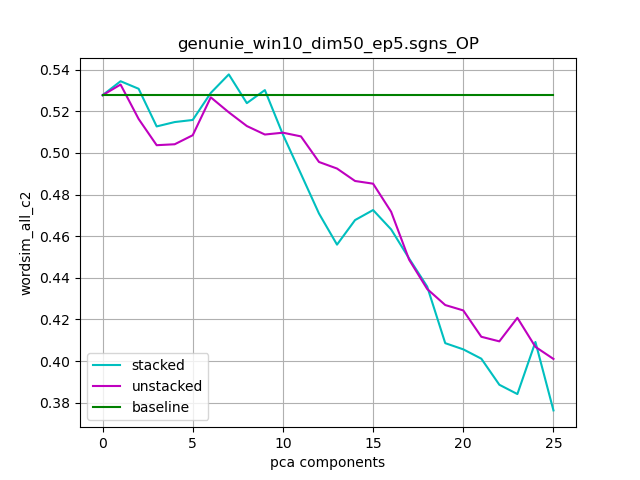 genunie_win10_dim50_ep5.sgns_OP
wordsim_all_c2
0.54
0.52
0.50
0.48
0.46
0.44
0.42
0.40
0.38
stacked
unstacked
baseline
0 5 10 15 20 25
pca components